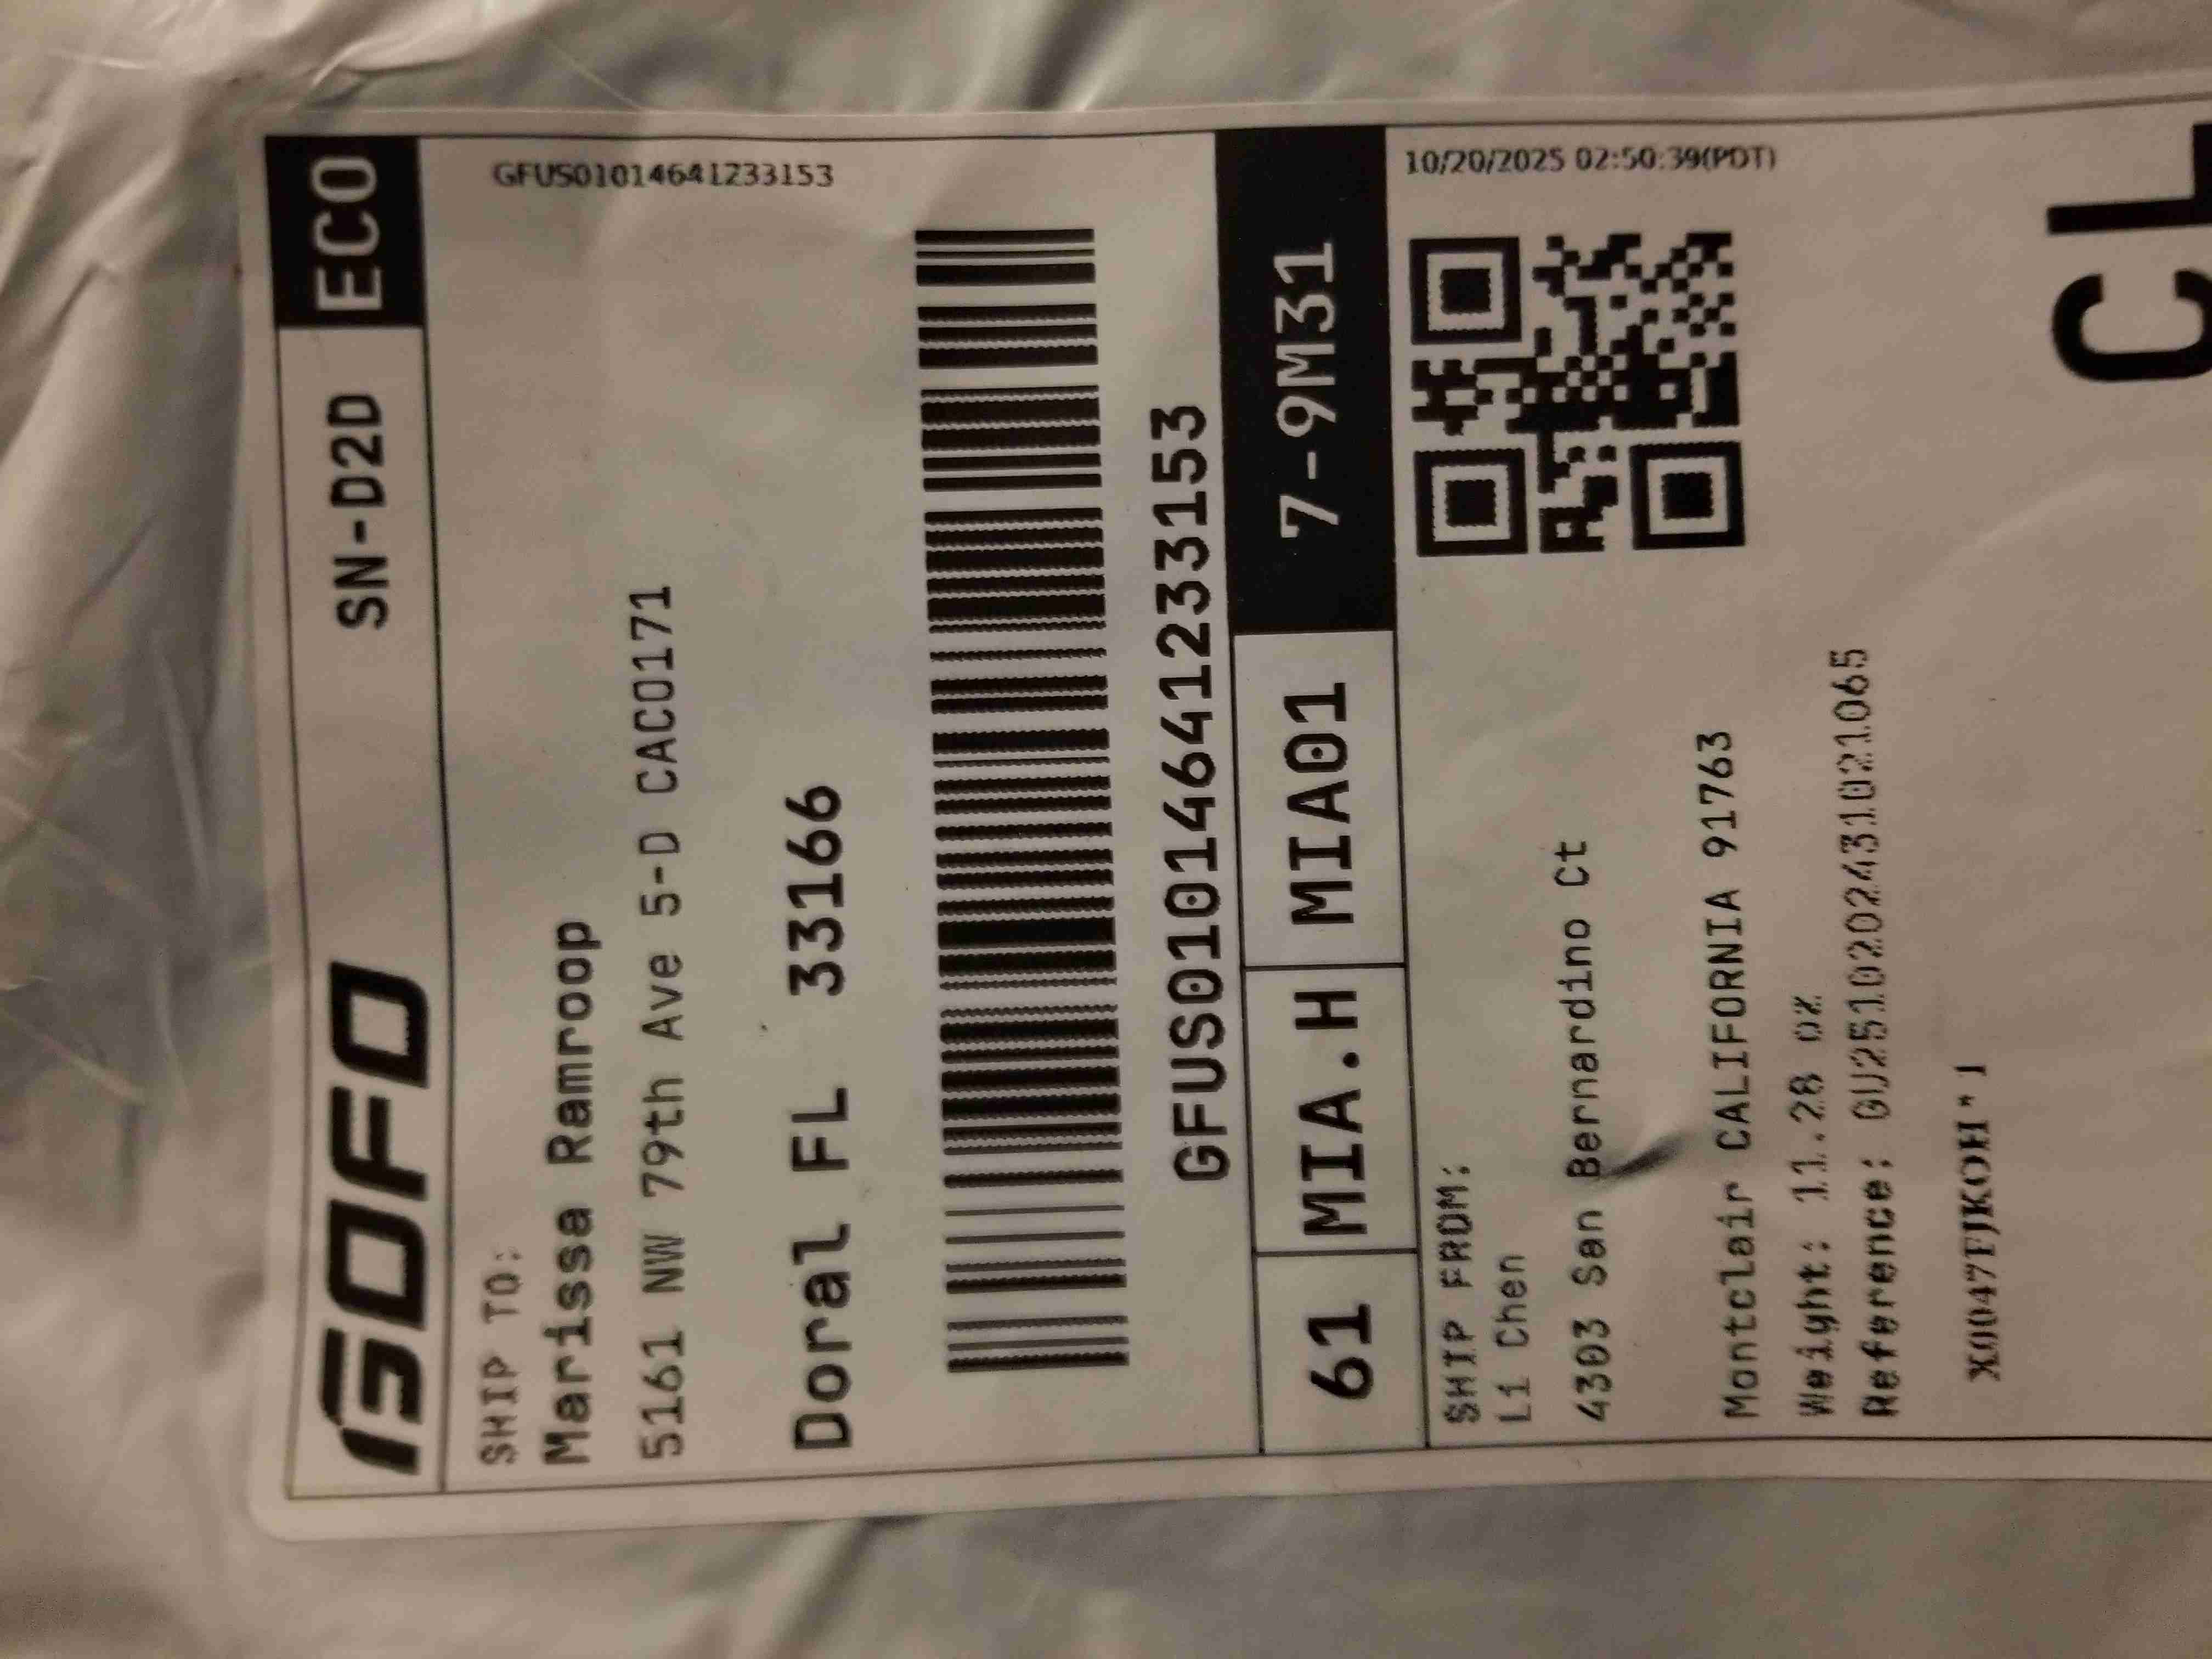 GOFO
SN-D2D
ECO
GFUS01014641233153
SHIP TO:
Marissa Ramroop
5161 NW 79th Ave 5-D CAC0171
Doral FL 33166
GFUS01014641233153
61
MIA.H
MIA01
7-9M31
10/20/2025 02:50:39(PDT)
SHIP FROM:
Li Chen
4303 San Bernardino Ct
Montclair CALIFORNIA 91763
Weight: 11.28 oz
Reference: GU2510202431021065
X0047FJKOH*1
CL